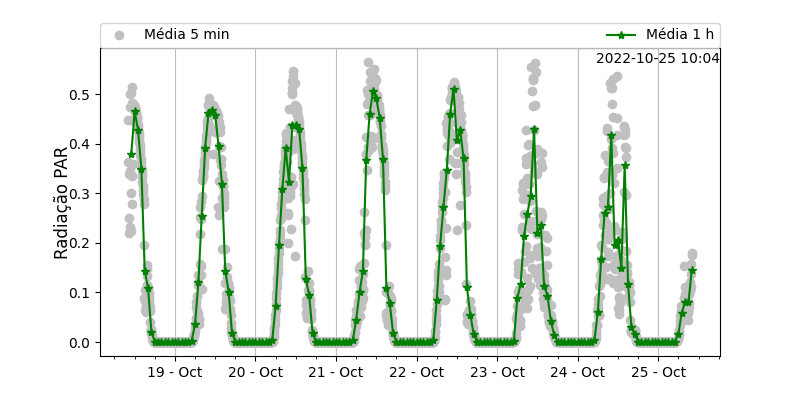 Média 5 min
Média 1 h
2022-10-25 10:04
Radiação PAR
0.5
0.4
0.3
0.2
0.1
0.0
19 - Oct
20 - Oct
21 - Oct
22 - Oct
23 - Oct
24 - Oct
25 - Oct